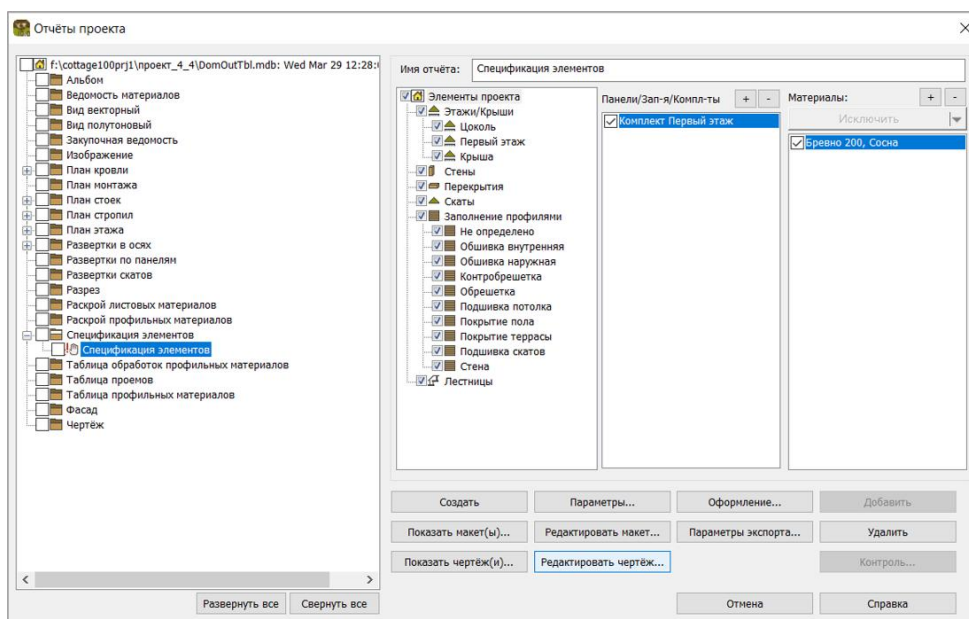 Отчёты проекта
f:\cottage100prj1\проект_4_4\DomOutTbl.mdb: Wed Mar 29 12:28:
Альбом
Ведомость материалов
Вид векторный
Вид полутоновый
Закупочная ведомость
Изображение
План кровли
План монтажа
План стоек
План стропил
План этажа
Развертки в осях
Развертки по панелям
Развертки скатов
Разрез
Раскрой листовых материалов
Раскрой профильных материалов
Спецификация элементов
Спецификация элементов
Таблица обработок профильных материалов
Таблица проемов
Таблица профильных материалов
Фасад
Чертёж
Развернуть все
Свернуть все
Имя отчёта: Спецификация элементов
Элементы проекта
Этажи/Крыши
Цоколь
Первый этаж
Крыша
Стены
Перекрытия
Скаты
Заполнение профилями
Не определено
Обшивка внутренняя
Обшивка наружная
Контробрешетка
Обрешетка
Подшивка потолка
Покрытие пола
Покрытие террасы
Подшивка скатов
Стена
Лестницы
Панели/Зап-я/Компл-ты + -
Комплект Первый этаж
Материалы: + -
Исключить
Бревно 200, Сосна
Создать Параметры... Оформление... Добавить
Показать макет(ы)... Редактировать макет... Параметры экспорта... Удалить
Показать чертёж(и)... Редактировать чертёж... Контроль...
Отмена Справка